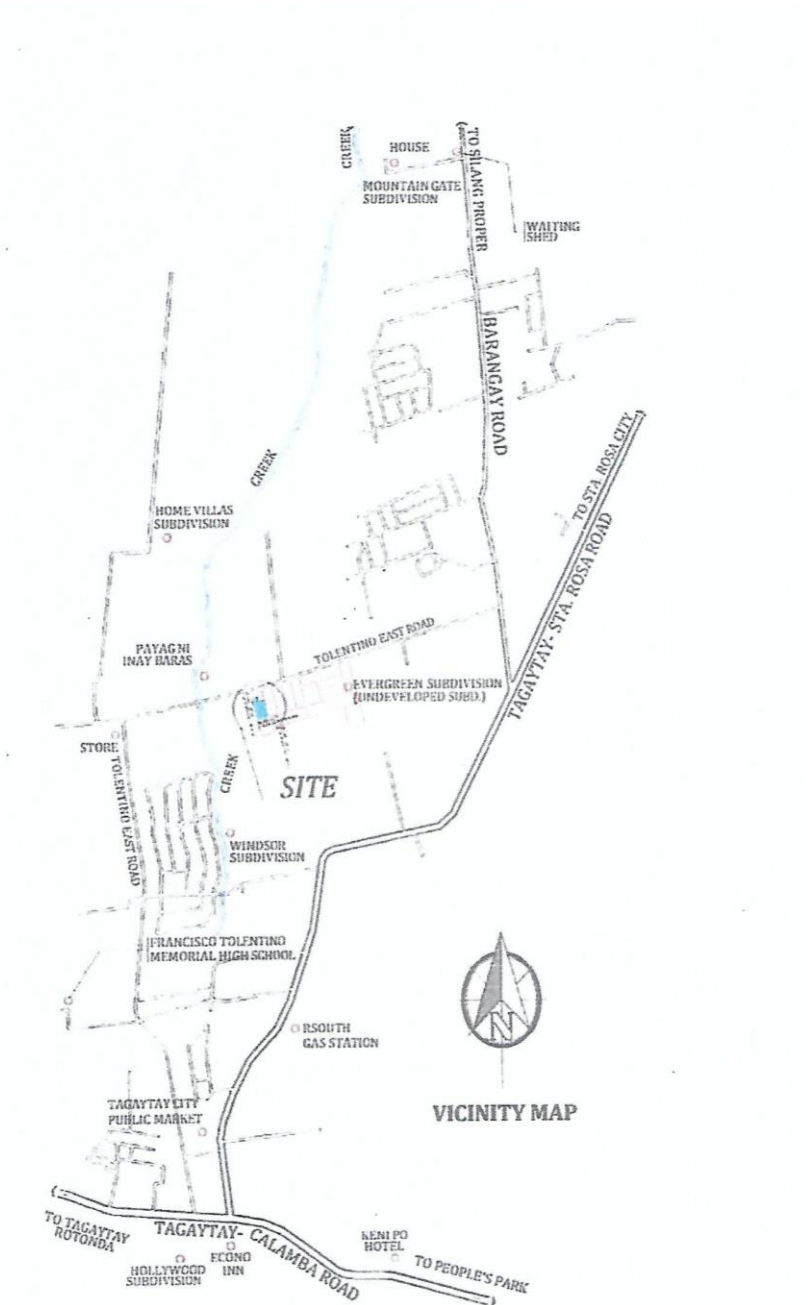 CREEK
HOUSE
TO SILANG PROPER
MOUNTAIN GATE
SUBDIVISION
WAITING
SHED
BARANGAY ROAD
CREEK
TO STA. ROSA CITY
HOME VILLAS
SUBDIVISION
TAGAYTAY- STA. ROSA ROAD
TOLENTINO EAST ROAD
PAYAG NI
INAY BARAS
EVERGREEN SUBDIVISION
(UNDEVELOPED SUBD.)
STORE
CREEK
SITE
TOLENTINO EAST ROAD
WINDSOR
SUBDIVISION
FRANCISCO TOLENTINO
MEMORIAL HIGH SCHOOL
N
RSOUTH
GAS STATION
TAGAYTAY CITY
PUBLIC MARKET
VICINITY MAP
TO TAGAYTAY
ROTONDA
TAGAYTAY- CALAMBA ROAD
KENI PO
HOTEL
ECONO
INN
HOLLYWOOD
SUBDIVISION
TO PEOPLE'S PARK